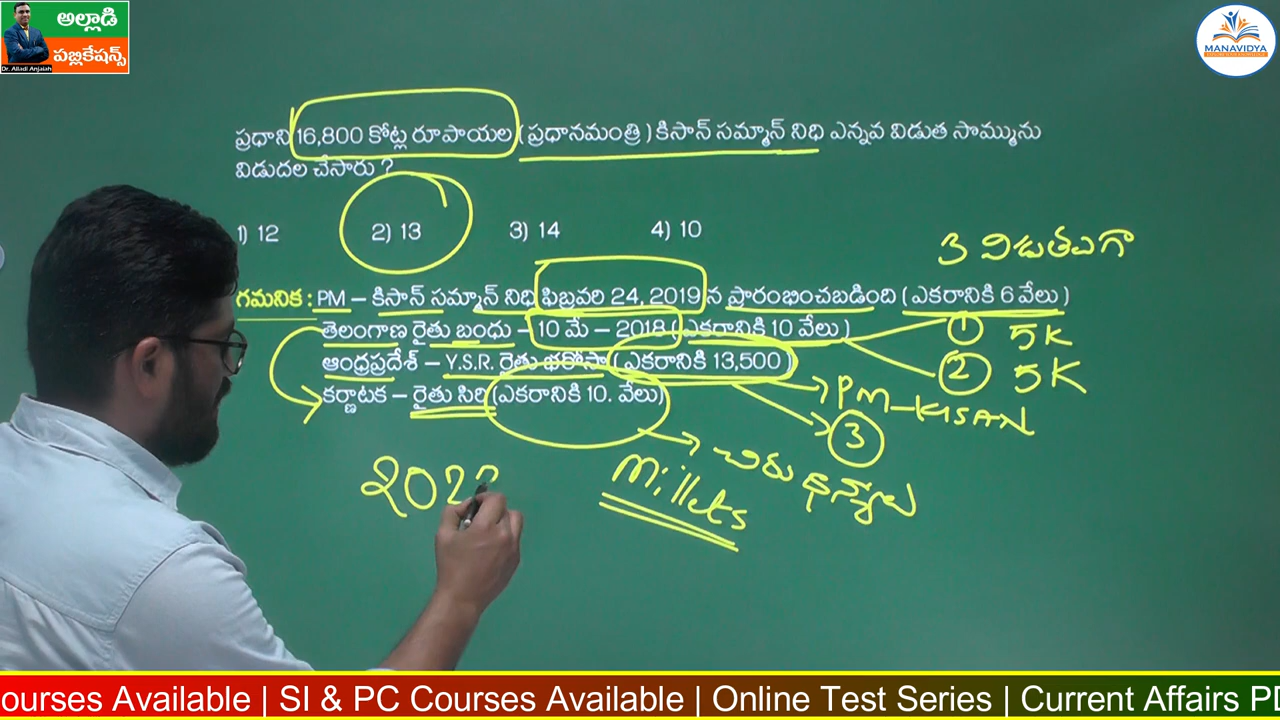 అల్లాడి
పబ్లికేషన్స్
Dr. Alladi Anjaiah
MANAVIDYA
ప్రధాని 16,800 కోట్ల రూపాయల ( ప్రధానమంత్రి ) కిసాన్ సమ్మాన్ నిధి ఎన్నవ విడుత సొమ్మును
విడుదల చేసారు ?
1) 12 2) 13 3) 14 4) 10
3 విడుతలుగా
గమనిక : PM – కిసాన్ సమ్మాన్ నిధి ఫిబ్రవరి 24, 2019 న ప్రారంభించబడింది ( ఎకరానికి 6 వేలు )
తెలంగాణ రైతు బంధు – 10 మే – 2018 ( ఎకరానికి 10 వేలు ) 1 5K
ఆంధ్రప్రదేశ్ – Y.S.R. రైతు భరోసా ( ఎకరానికి 13,500 ) 2 5K
కర్ణాటక – రైతు సిరి (ఎకరానికి 10. వేలు) PM-KISAN
3
చిరు ధాన్యాలు
Millets
202
ourses Available | SI & PC Courses Available | Online Test Series | Current Affairs PD